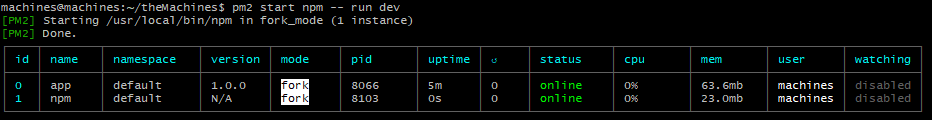 machines@machines:~/theMachines$ pm2 start npm -- run dev
[PM2] Starting /usr/local/bin/npm in fork_mode (1 instance)
[PM2] Done.
id name namespace version mode pid uptime ↺ status cpu mem user watching
0 app default 1.0.0 fork 8066 5m 0 online 0% 63.6mb machines disabled
1 npm default N/A fork 8103 0s 0 online 0% 23.0mb machines disabled